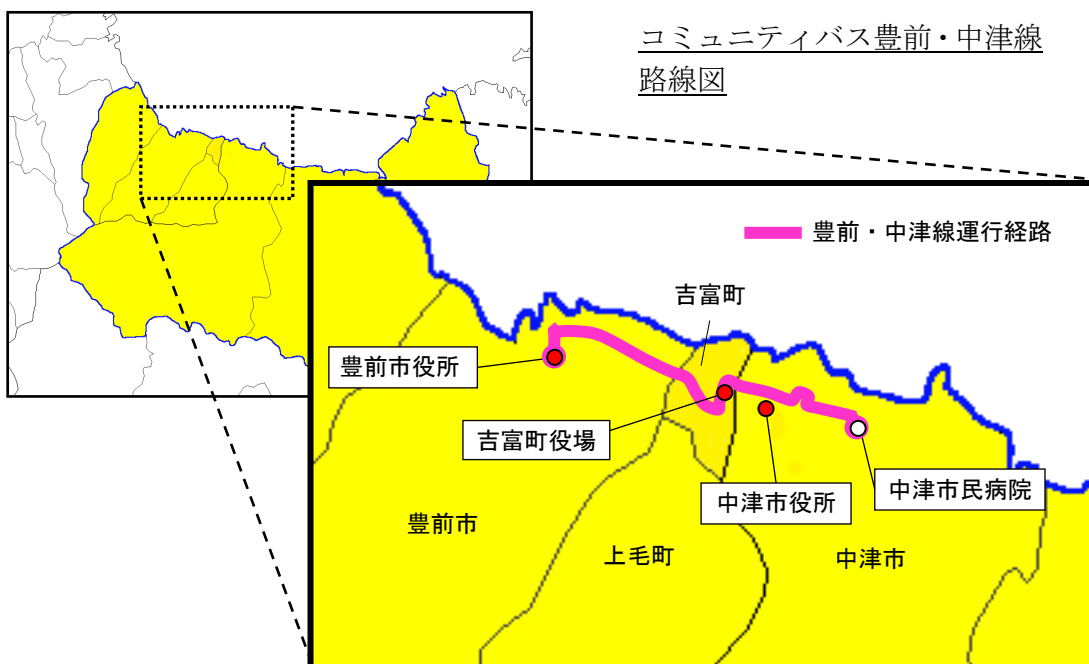 コミュニティバス豊前・中津線
路線図
豊前・中津線運行経路
吉富町
豊前市役所
吉富町役場
中津市役所
中津市民病院
豊前市
上毛町
中津市